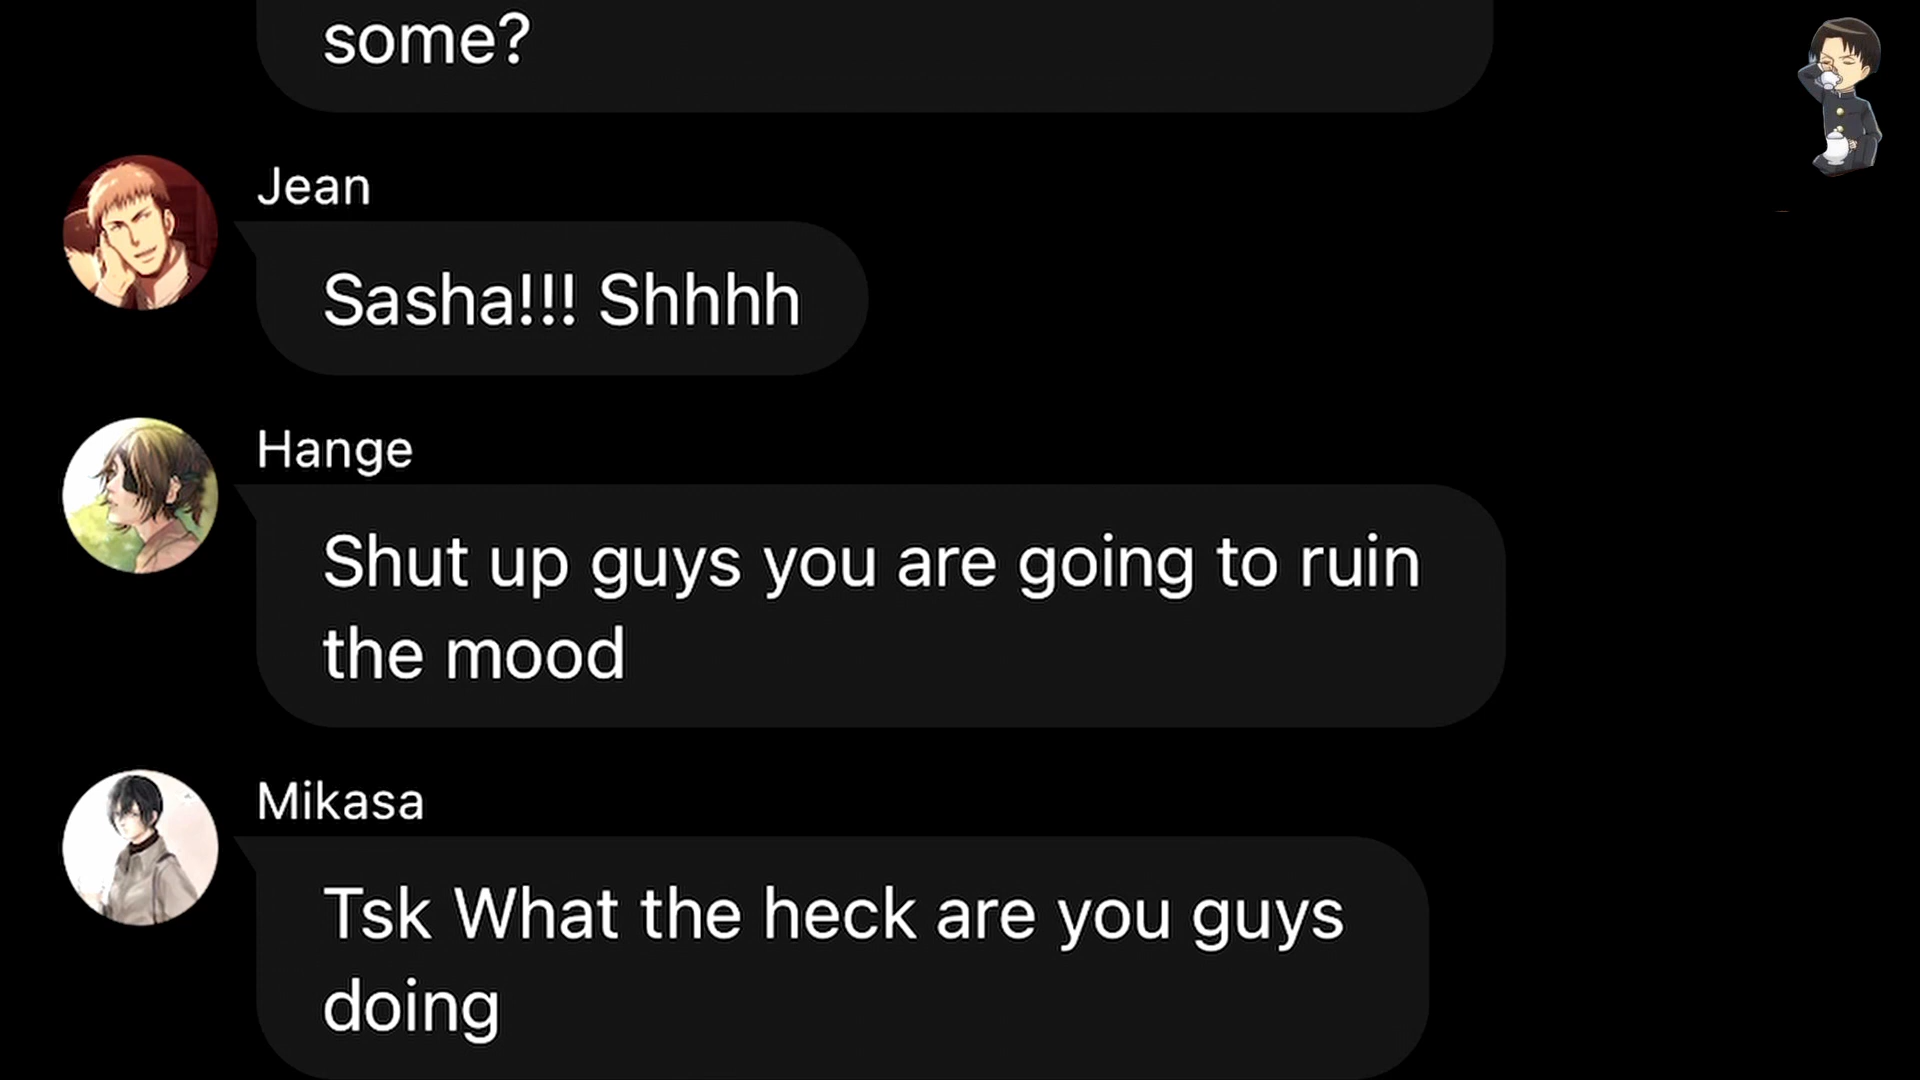 some?
Jean
Sasha!!! Shhhh
Hange
Shut up guys you are going to ruin
the mood
Mikasa
Tsk What the heck are you guys
doing